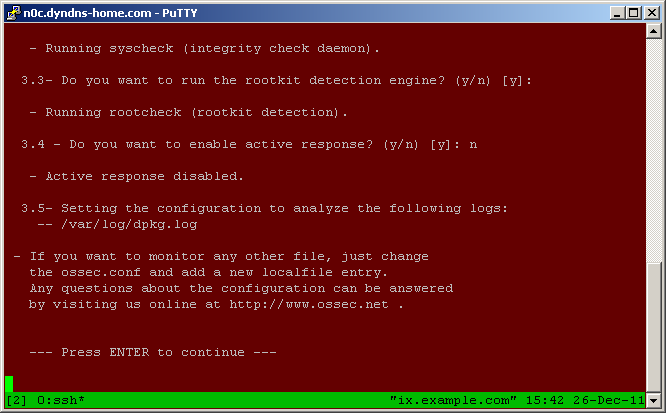 n0c.dyndns-home.com - PuTTY
- Running syscheck (integrity check daemon).
3.3- Do you want to run the rootkit detection engine? (y/n) [y]:
- Running rootcheck (rootkit detection).
3.4 - Do you want to enable active response? (y/n) [y]: n
- Active response disabled.
3.5- Setting the configuration to analyze the following logs:
-- /var/log/dpkg.log
- If you want to monitor any other file, just change
the ossec.conf and add a new localfile entry.
Any questions about the configuration can be answered
by visiting us online at http://www.ossec.net .
--- Press ENTER to continue ---
[2] 0:ssh* "ix.example.com" 15:42 26-Dec-11